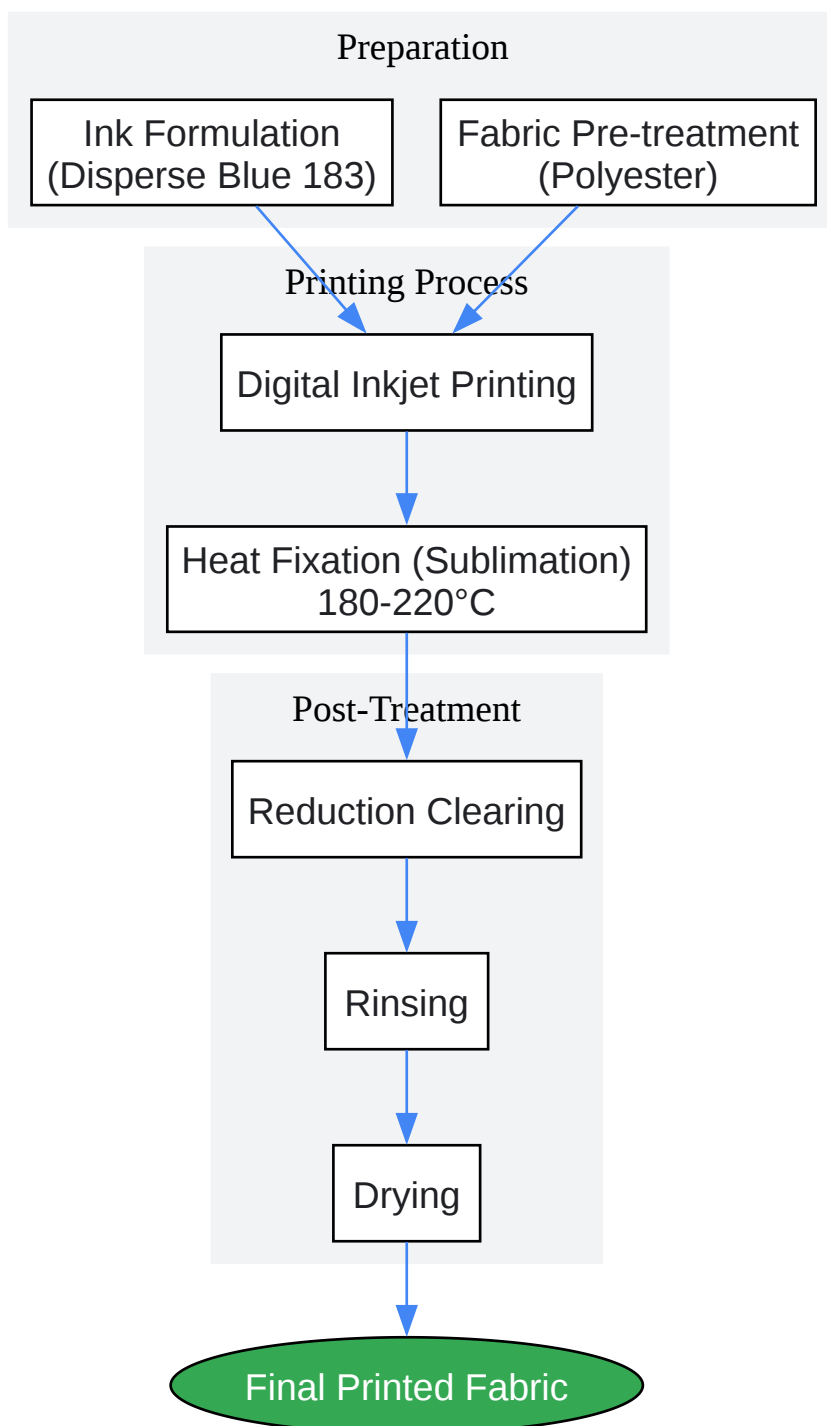 Preparation
Ink Formulation
(Disperse Blue 183)
Fabric Pre-treatment
(Polyester)
Printing Process
Digital Inkjet Printing
Heat Fixation (Sublimation)
180-220°C
Post-Treatment
Reduction Clearing
Rinsing
Drying
Final Printed Fabric